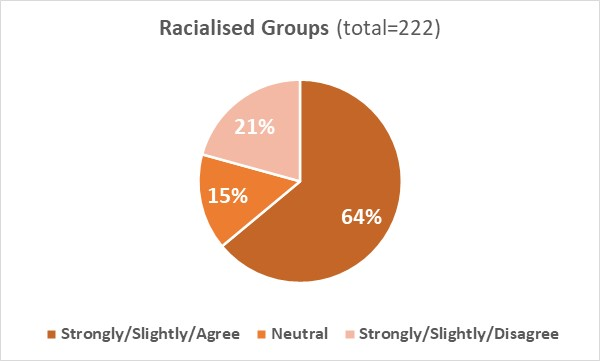 Racialised Groups (total=222)
21%
15%
64%
Strongly/Slightly/Agree Neutral Strongly/Slightly/Disagree